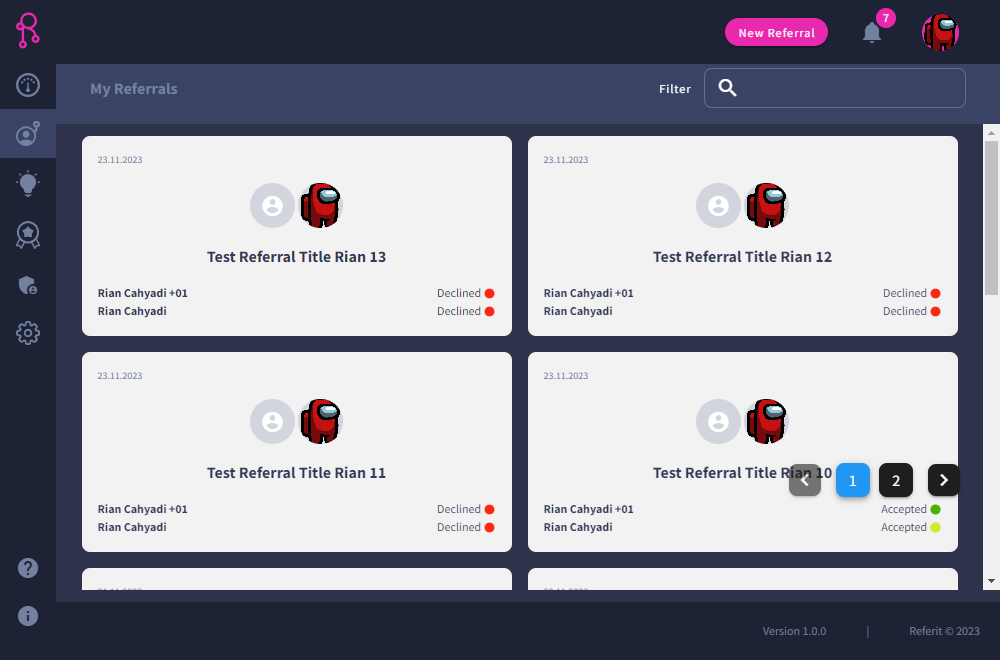 7
New Referral
My Referrals
Filter
23.11.2023
23.11.2023
Test Referral Title Rian 13
Test Referral Title Rian 12
Rian Cahyadi +01
Declined
Rian Cahyadi
Declined
Rian Cahyadi +01
Declined
Rian Cahyadi
Declined
23.11.2023
23.11.2023
Test Referral Title Rian 11
Test Referral Title Rian 10
1
2
Rian Cahyadi +01
Declined
Rian Cahyadi
Declined
Rian Cahyadi +01
Accepted
Rian Cahyadi
Accepted
Version 1.0.0
|
Referit © 2023